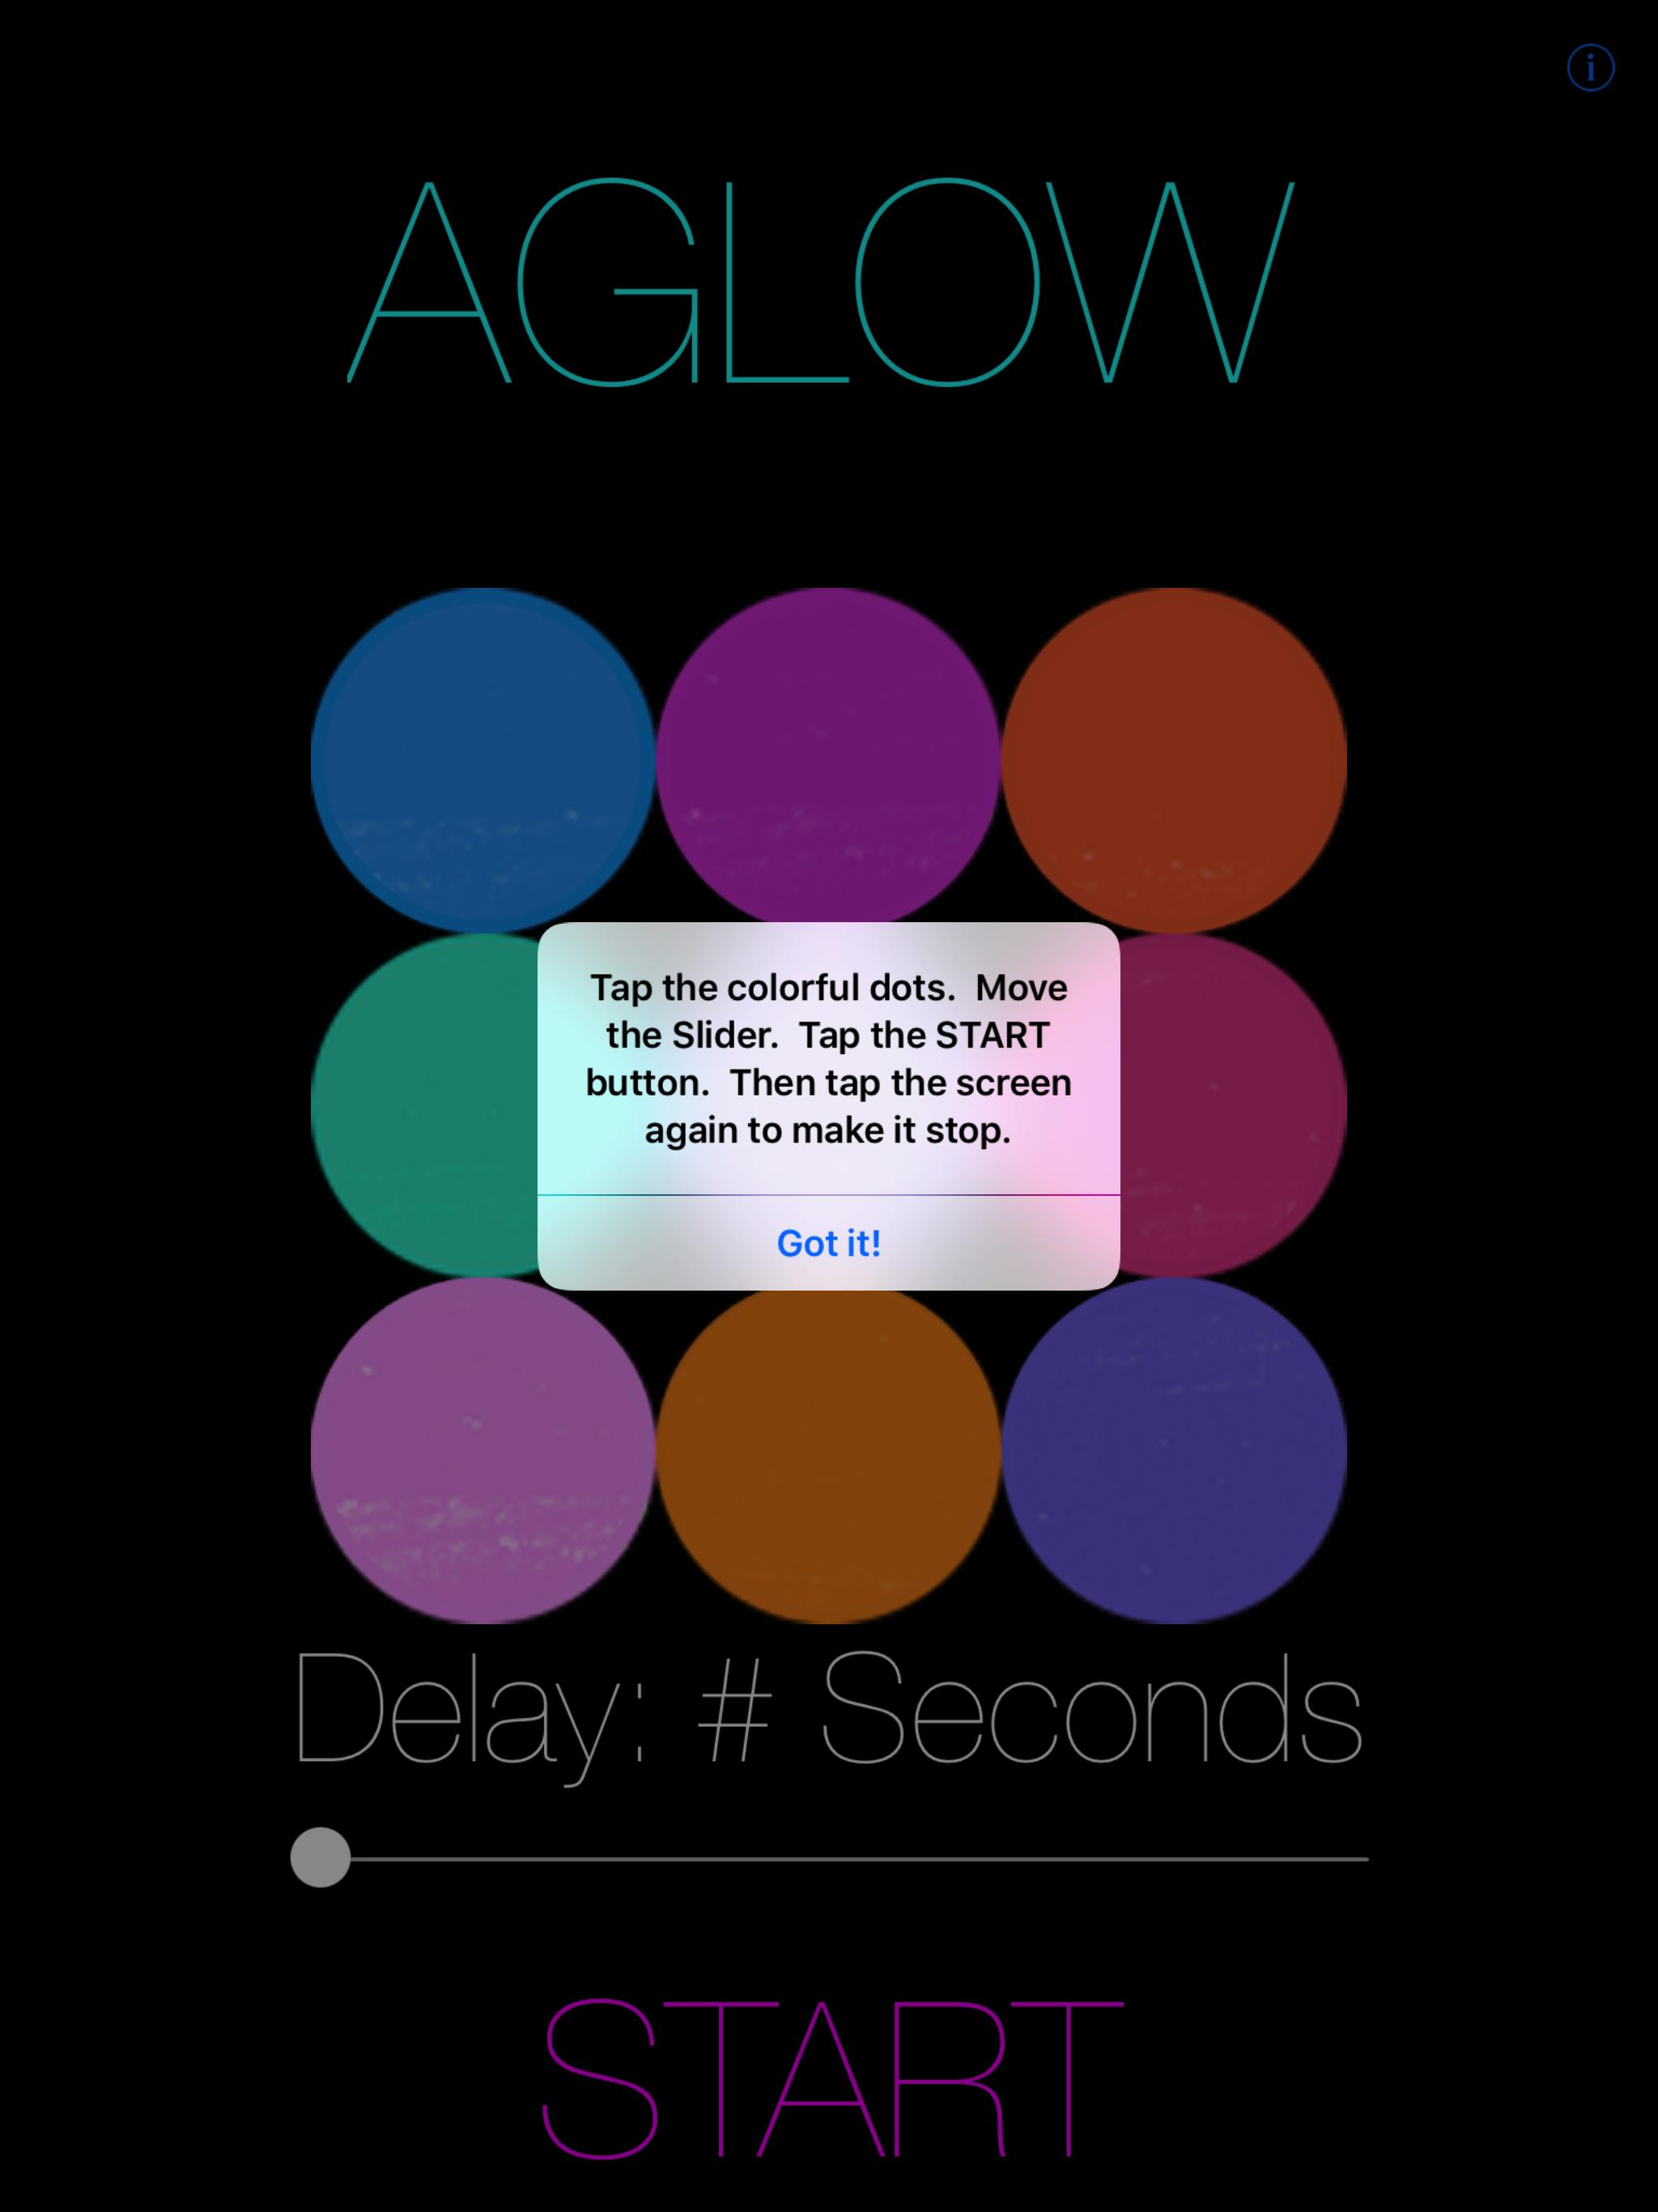 i
AGLOW
Tap the colorful dots.  Move
the Slider.  Tap the START
button.  Then tap the screen
again to make it stop.
Got it!
Delay: # Seconds
START